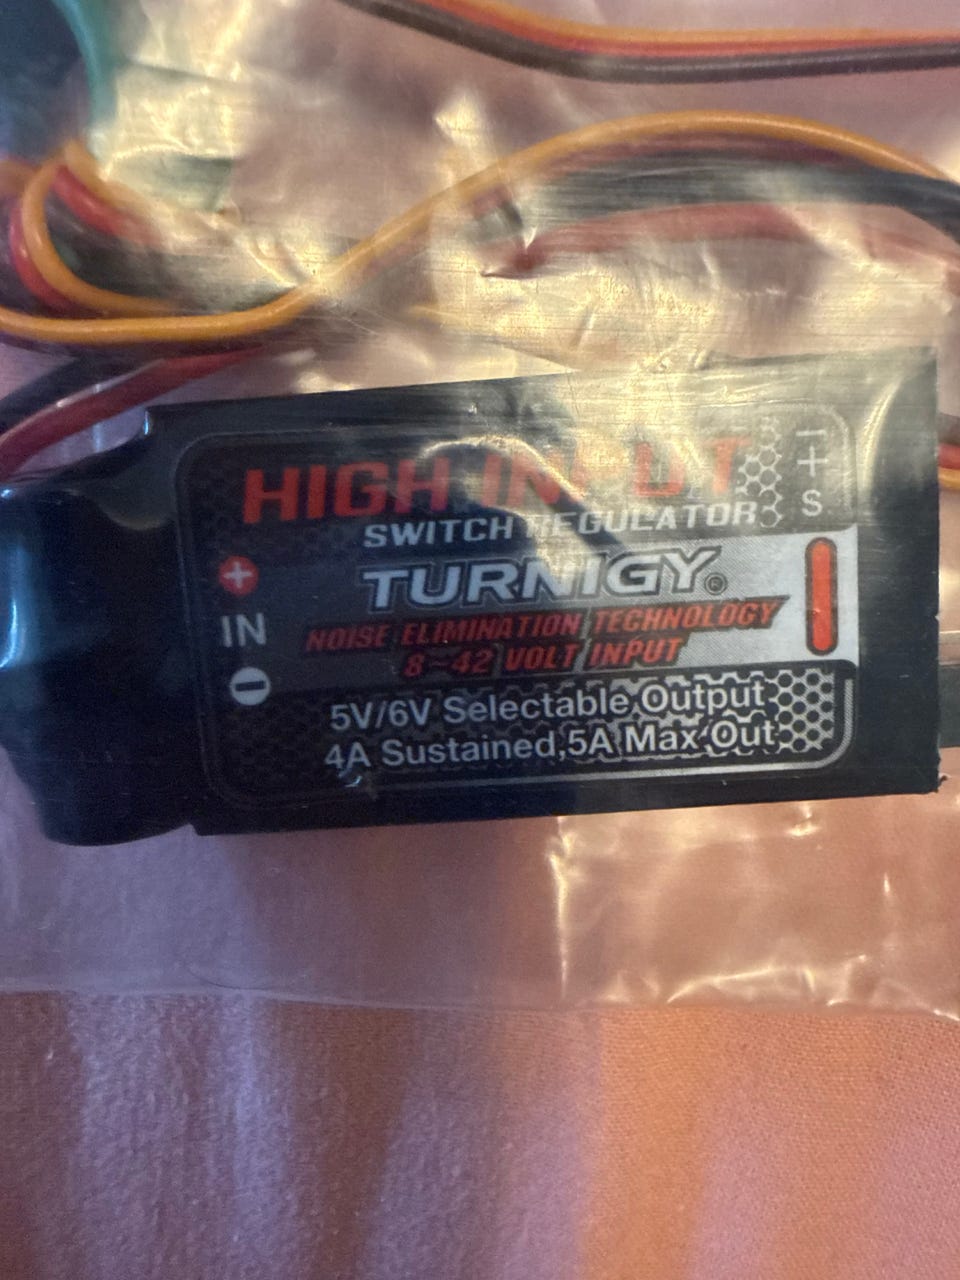 HIGH INPUT
SWITCH REGULATOR
TURNIGY®
NOISE ELIMINATION TECHNOLOGY
8~42 VOLT INPUT
5V/6V Selectable Output
4A Sustained,5A Max Out
+
IN
-
-
+
S